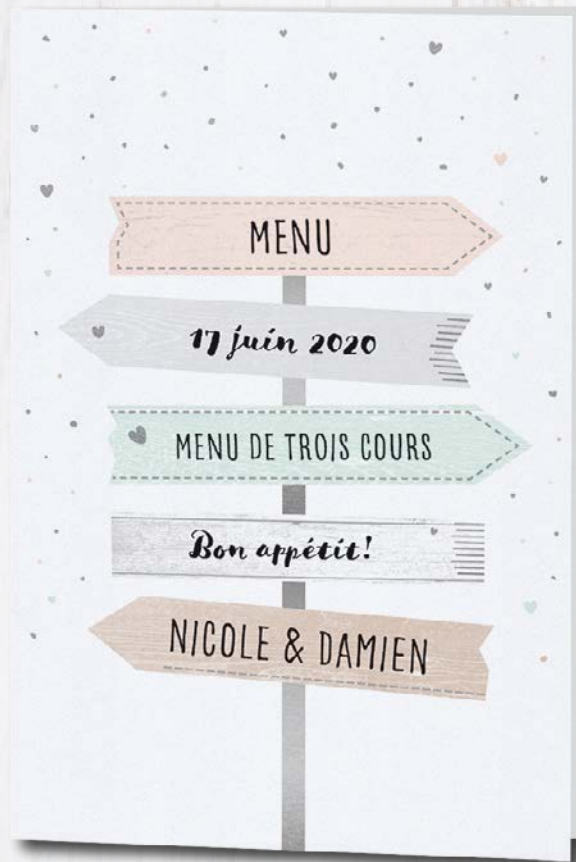 MENU
17 juin 2020
MENU DE TROIS COURS
Bon appétit!
NICOLE & DAMIEN